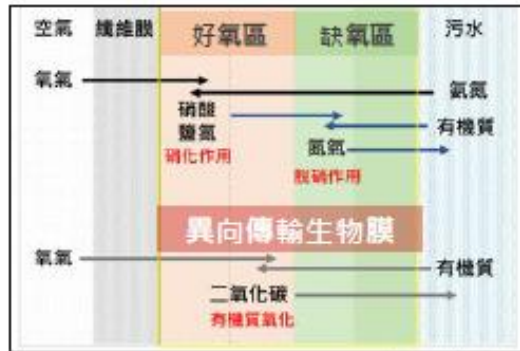 空氣 纖維膜 好氧區 缺氧區 污水
氧氣
氨氮
硝酸
鹽氮
有機質
硝化作用
氮氣
脫硝作用
異向傳輸生物膜
氧氣
有機質
二氧化碳
有機質氧化